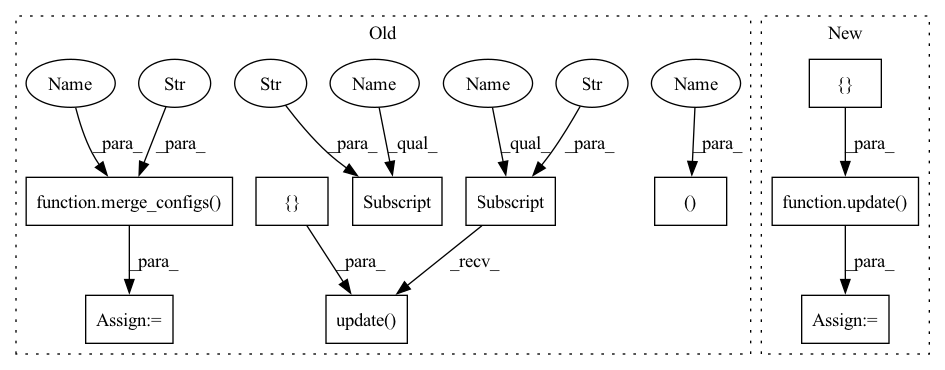 Old
New
Name
Str
Str
Name
Name
Str
Name
{}
_para_
_para_
_para_
_qual_
_qual_
_para_
_para_
_para_
function.merge_configs()
{}
Subscript
Subscript
()
function.update()
_para_
_para_
_recv_
_para_
Assign:=
update()
Assign:=